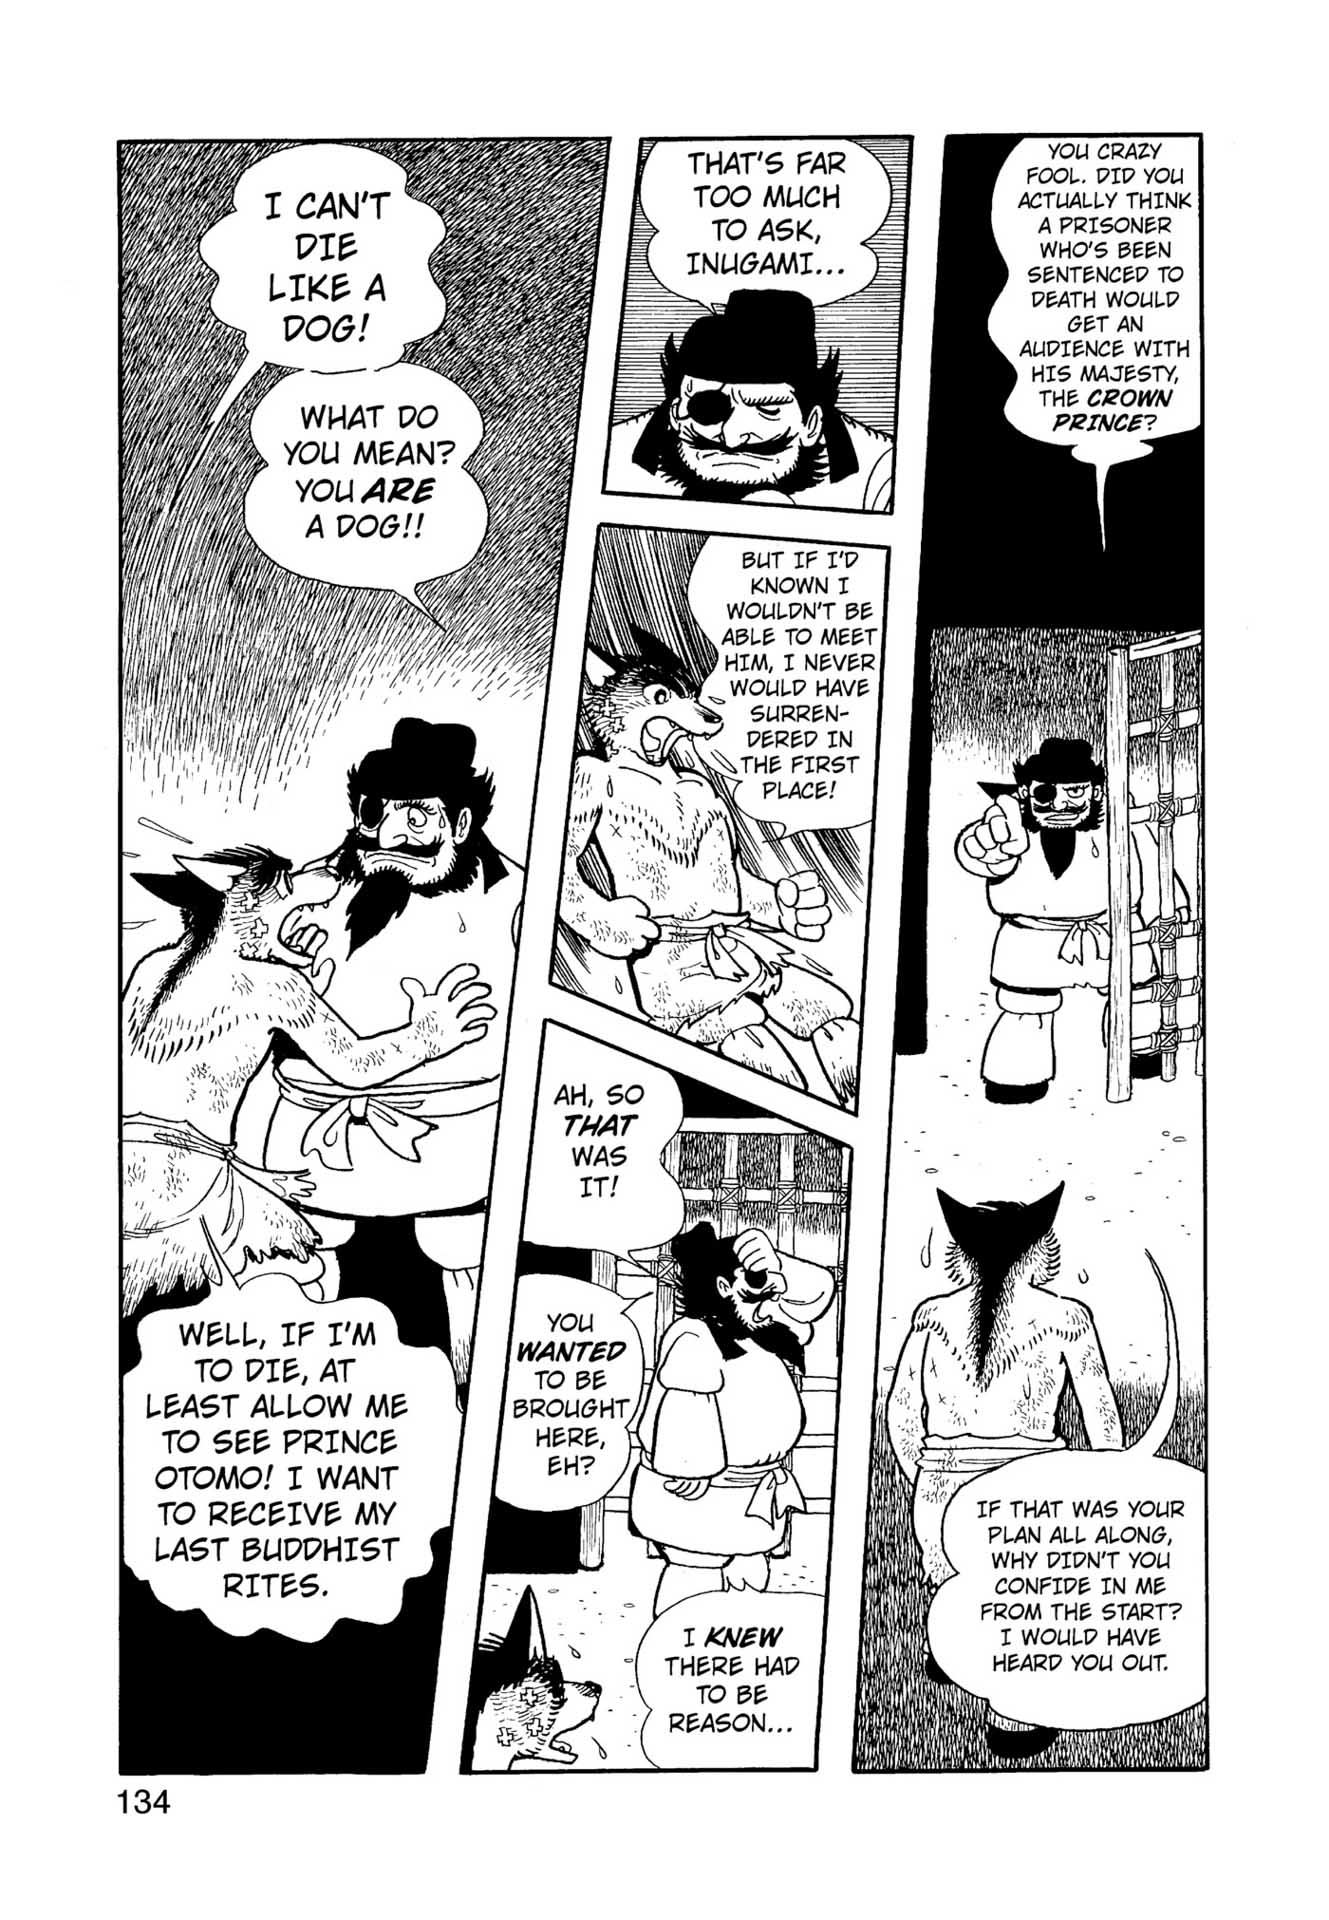 I CAN'T
DIE
LIKE A
DOG!
WHAT DO
YOU MEAN?
YOU ARE
A DOG!!
WELL, IF I'M
TO DIE, AT
LEAST ALLOW ME
TO SEE PRINCE
OTOMO! I WANT
TO RECEIVE MY
LAST BUDDHIST
RITES.
THAT'S FAR
TOO MUCH
TO ASK,
INUGAMI...
BUT IF I'D
KNOWN I
WOULDN'T BE
ABLE TO MEET
HIM, I NEVER
WOULD HAVE
SURREN-
DERED IN
THE FIRST
PLACE!
AH, SO
THAT
WAS
IT!
YOU
WANTED
TO BE
BROUGHT
HERE,
EH?
I KNEW
THERE HAD
TO BE
REASON...
YOU CRAZY
FOOL. DID YOU
ACTUALLY THINK
A PRISONER
WHO'S BEEN
SENTENCED TO
DEATH WOULD
GET AN
AUDIENCE WITH
HIS MAJESTY,
THE CROWN
PRINCE?
IF THAT WAS YOUR
PLAN ALL ALONG,
WHY DIDN'T YOU
CONFIDE IN ME
FROM THE START?
I WOULD HAVE
HEARD YOU OUT.
134